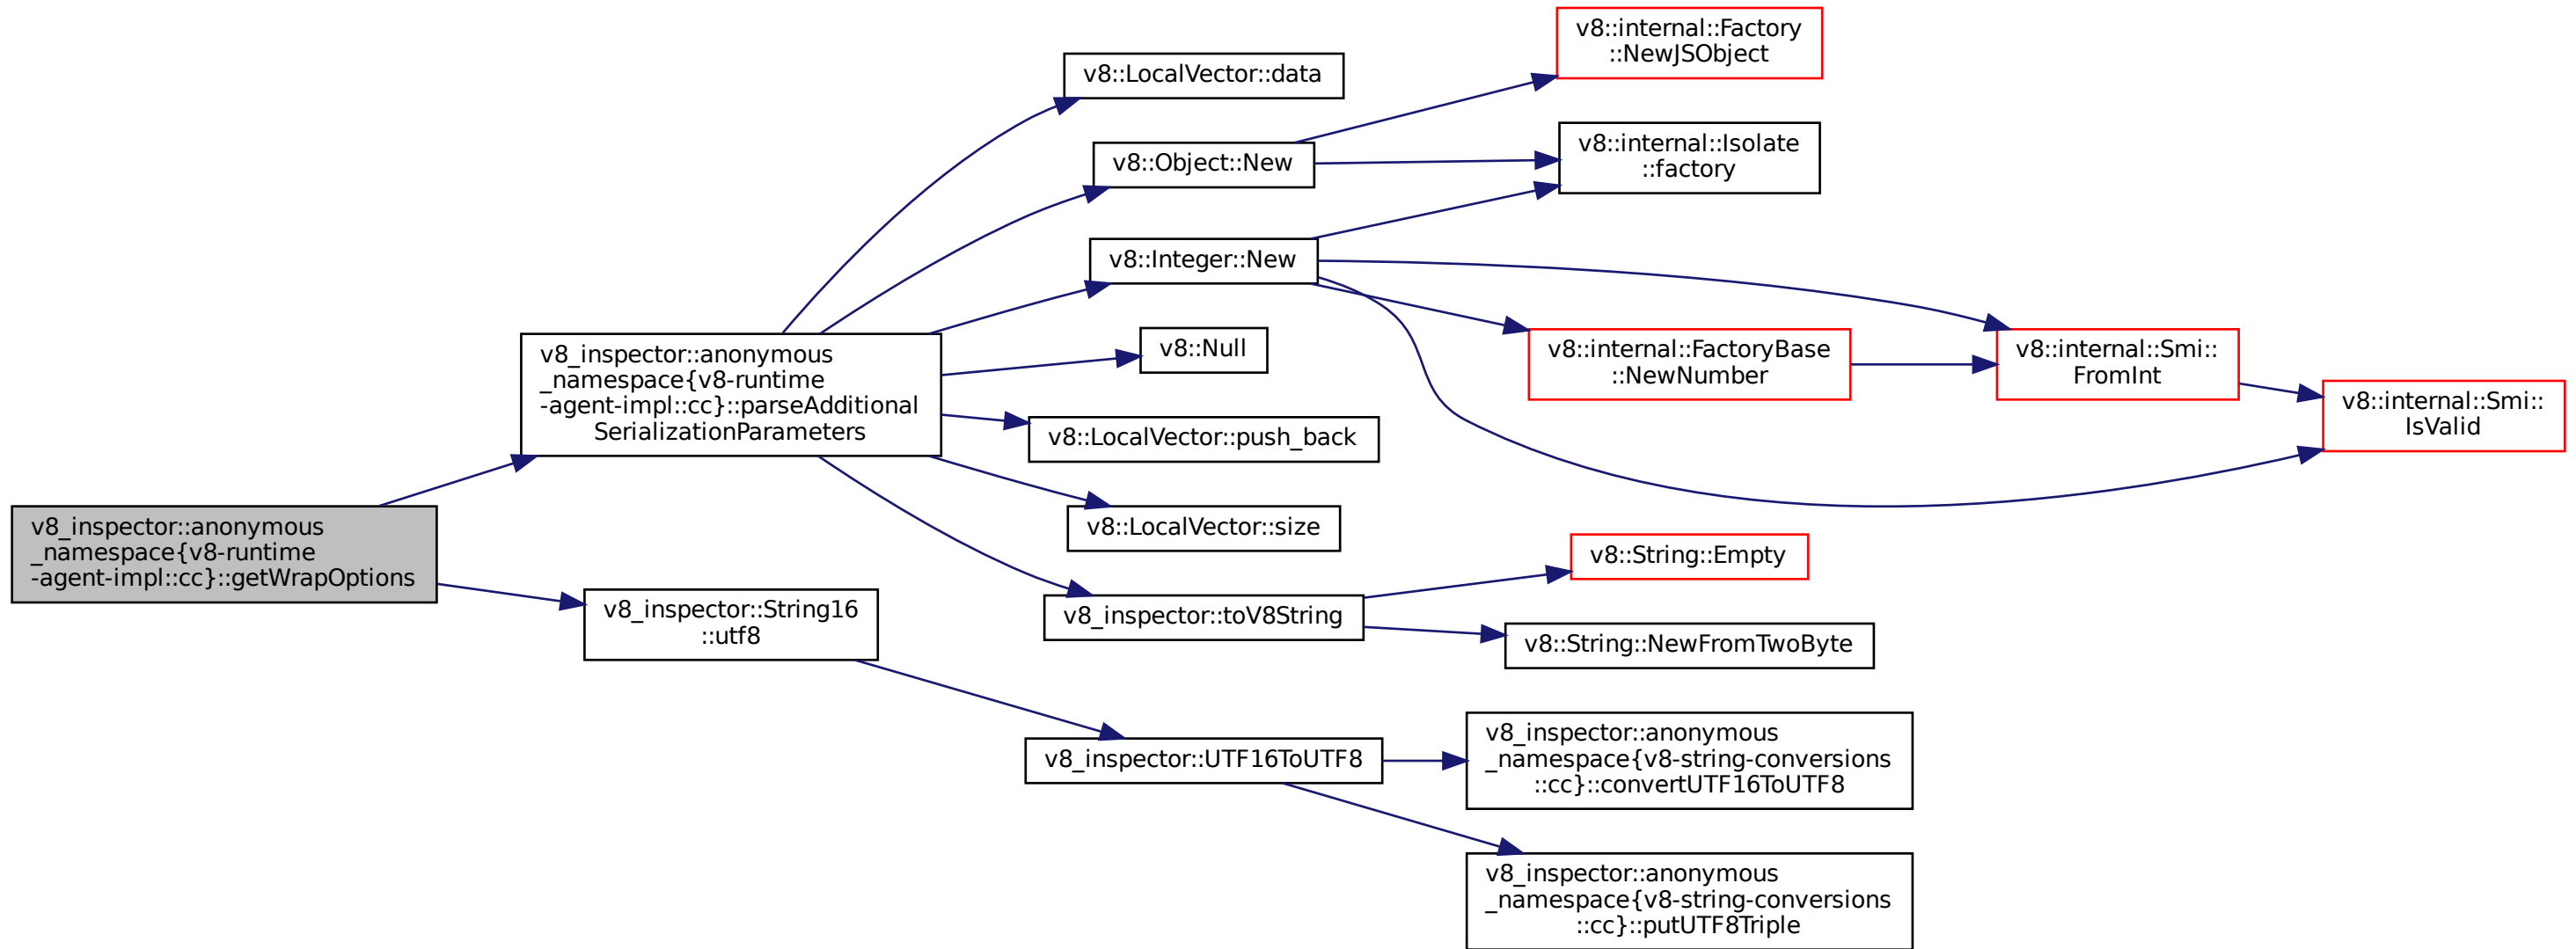 v8_inspector::anonymous
_namespace{v8-runtime
-agent-impl::cc}::getWrapOptions
v8_inspector::anonymous
_namespace{v8-runtime
-agent-impl::cc}::parseAdditional
SerializationParameters
v8_inspector::String16
::utf8
v8::LocalVector::data
v8::Object::New
v8::Integer::New
v8::Null
v8::LocalVector::push_back
v8::LocalVector::size
v8_inspector::toV8String
v8_inspector::UTF16ToUTF8
v8::internal::Factory
::NewJSObject
v8::internal::Isolate
::factory
v8::internal::FactoryBase
::NewNumber
v8::internal::Smi::
FromInt
v8::internal::Smi::
IsValid
v8::String::Empty
v8::String::NewFromTwoByte
v8_inspector::anonymous
_namespace{v8-string-conversions
::cc}::convertUTF16ToUTF8
v8_inspector::anonymous
_namespace{v8-string-conversions
::cc}::putUTF8Triple